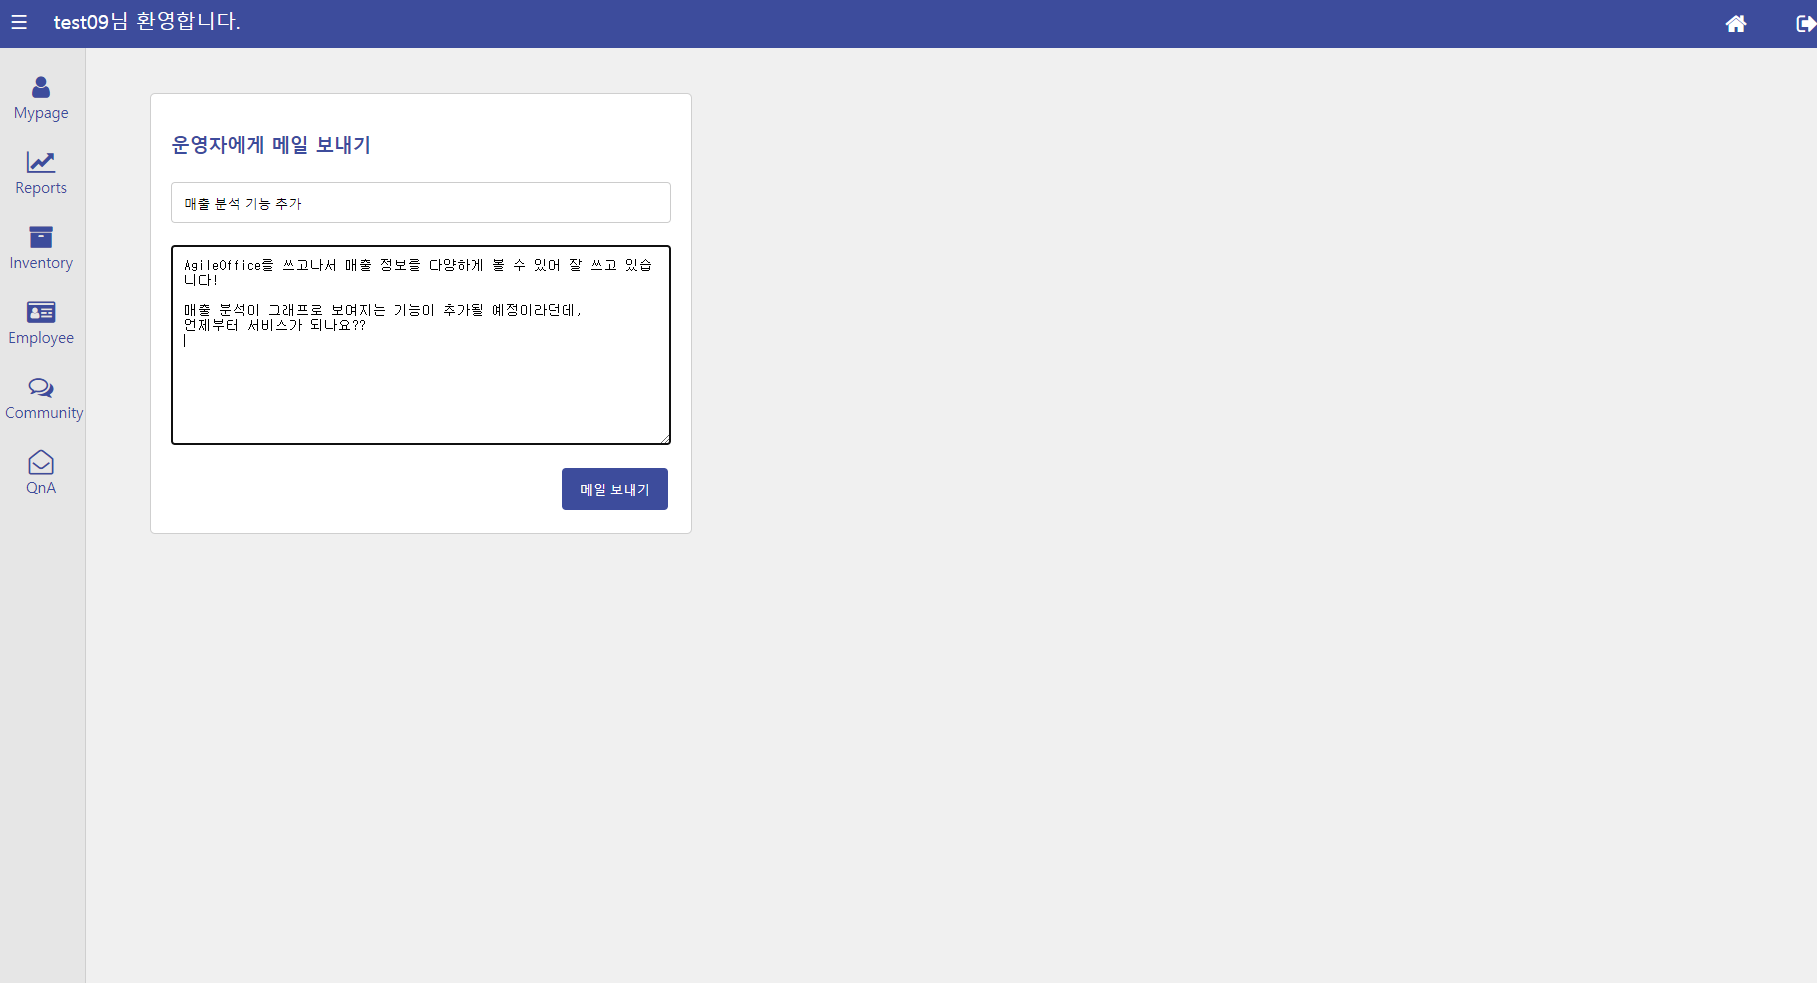 test09님 환영합니다.
Mypage
Reports
Inventory
Employee
Community
QnA
운영자에게 메일 보내기
매출 분석 기능 추가
AgileOffice를 쓰고나서 매출 정보를 다양하게 볼 수 있어 잘 쓰고 있습
니다!
매출 분석이 그래프로 보여지는 기능이 추가될 예정이라던데,
언제부터 서비스가 되나요??
메일 보내기